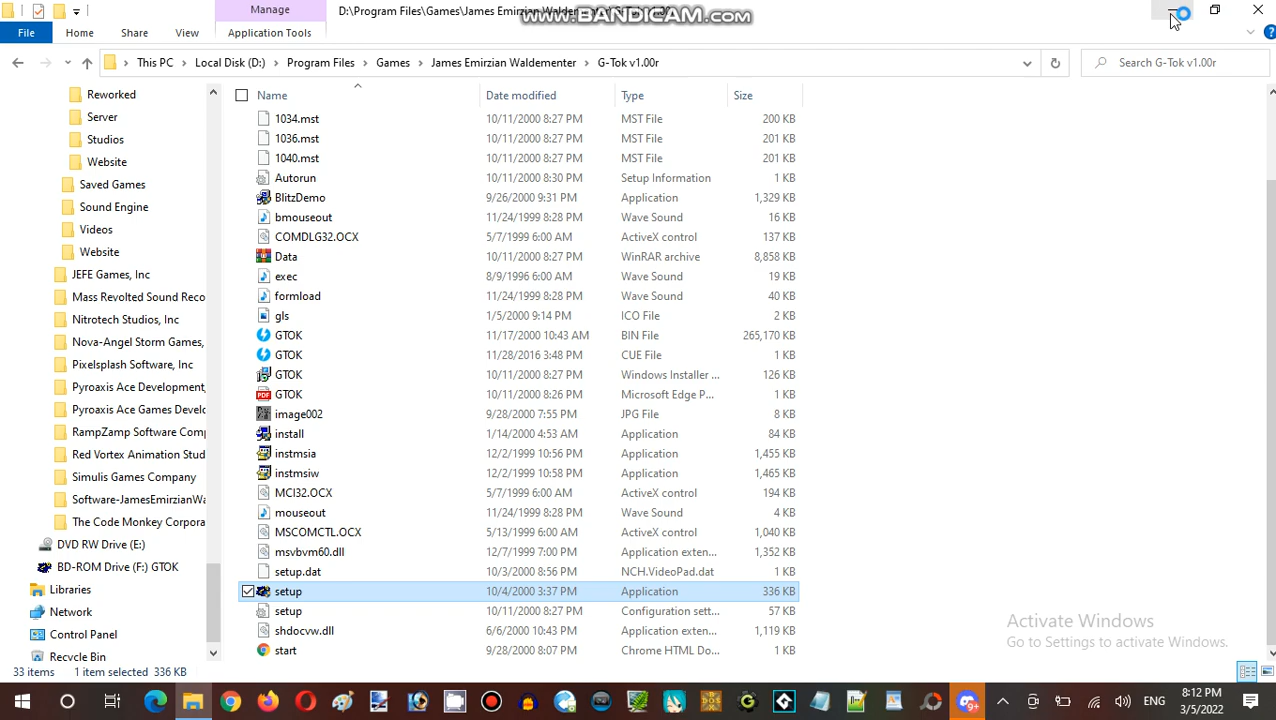 Manage
D:\Program Files\Games\James Emirzian Waldementer\G-Tok v1.00r
www.BANDICAM.com
File Home Share View Application Tools
This PC Local Disk (D:) Program Files Games James Emirzian Waldementer G-Tok v1.00r Search G-Tok v1.00r
Name Date modified Type Size
Reworked
Server
Studios
Website
Saved Games
Sound Engine
Videos
Website
JEFE Games, Inc
Mass Revolted Sound Reco
Nitrotech Studios, Inc
Nova-Angel Storm Games,
Pixelsplash Software, Inc
Pyroaxis Ace Development,
Pyroaxis Ace Games Develo
RampZamp Software Comp
Red Vortex Animation Stud
Simulis Games Company
Software-JamesEmirzianWa
The Code Monkey Corpora
DVD RW Drive (E:)
BD-ROM Drive (F:) GTOK
Libraries
Network
Control Panel
Recycle Bin
1034.mst 10/11/2000 8:27 PM MST File 200 KB
1036.mst 10/11/2000 8:27 PM MST File 201 KB
1040.mst 10/11/2000 8:27 PM MST File 201 KB
Autorun 10/11/2000 8:30 PM Setup Information 1 KB
BlitzDemo 9/26/2000 9:31 PM Application 1,329 KB
bmouseout 11/24/1999 8:28 PM Wave Sound 16 KB
COMDLG32.OCX 5/7/1999 6:00 AM ActiveX control 137 KB
Data 10/11/2000 8:27 PM WinRAR archive 8,858 KB
exec 8/9/1996 6:00 AM Wave Sound 19 KB
formload 11/24/1999 8:28 PM Wave Sound 40 KB
gls 1/5/2000 9:14 PM ICO File 2 KB
GTOK 11/17/2000 10:43 AM BIN File 265,170 KB
GTOK 11/28/2016 3:48 PM CUE File 1 KB
GTOK 10/11/2000 8:27 PM Windows Installer ... 126 KB
GTOK 10/11/2000 8:26 PM Microsoft Edge P... 1 KB
image002 9/28/2000 7:55 PM JPG File 8 KB
install 1/14/2000 4:53 AM Application 84 KB
instmsia 12/2/1999 10:56 PM Application 1,455 KB
instmsiw 12/2/1999 10:58 PM Application 1,465 KB
MCI32.OCX 5/7/1999 6:00 AM ActiveX control 194 KB
mouseout 11/24/1999 8:28 PM Wave Sound 4 KB
MSCOMCTL.OCX 5/13/1999 6:00 AM ActiveX control 1,040 KB
msvbvm60.dll 12/7/1999 7:00 PM Application exten... 1,352 KB
setup.dat 10/3/2000 8:56 PM NCH.VideoPad.dat 1 KB
setup 10/4/2000 3:37 PM Application 336 KB
setup 10/11/2000 8:27 PM Configuration sett... 57 KB
shdocvw.dll 6/6/2000 10:43 PM Application exten... 1,119 KB
start 9/28/2000 8:07 PM Chrome HTML Do... 1 KB
Activate Windows
Go to Settings to activate Windows.
33 items 1 item selected 336 KB
9+
ENG
8:12 PM
3/5/2022